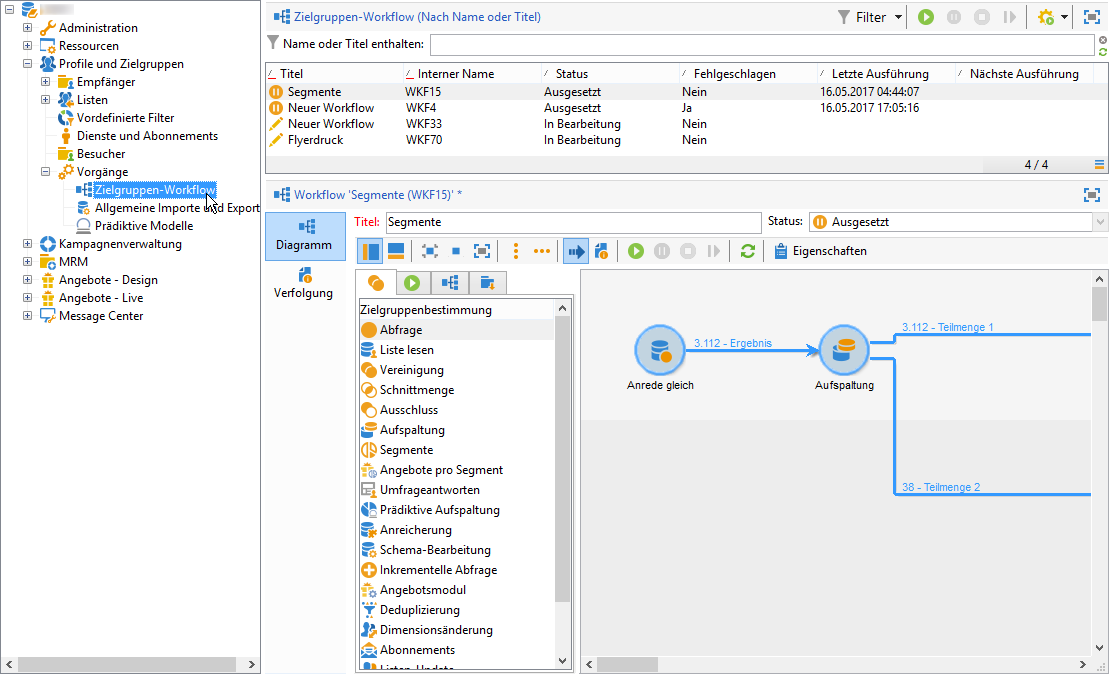 Administration
Ressourcen
Profile und Zielgruppen
Empfänger
Listen
Vordefinierte Filter
Dienste und Abonnements
Besucher
Vorgänge
Zielgruppen-Workflow
Allgemeine Importe und Export
Prädiktive Modelle
Kampagnenverwaltung
MRM
Angebote - Design
Angebote - Live
Message Center
Zielgruppen-Workflow (Nach Name oder Titel)
Filter
Name oder Titel enthalten:
Titel Interner Name Status Fehlgeschlagen Letzte Ausführung Nächste Ausführung
Segmente WKF15 Ausgesetzt Nein 16.05.2017 04:44:07
Neuer Workflow WKF4 Ausgesetzt Ja 16.05.2017 17:05:16
Neuer Workflow WKF33 In Bearbeitung Nein
Flyerdruck WKF70 In Bearbeitung Nein
4 / 4
Workflow 'Segmente (WKF15)' *
Diagramm
Verfolgung
Titel: Segmente Status: Ausgesetzt
Eigenschaften
Zielgruppenbestimmung
Abfrage
Liste lesen
Vereinigung
Schnittmenge
Ausschluss
Aufspaltung
Segmente
Angebote pro Segment
Umfrageantworten
Prädiktive Aufspaltung
Anreicherung
Schema-Bearbeitung
Inkrementelle Abfrage
Angebotsmodul
Deduplizierung
Dimensionsänderung
Abonnements
Listen-Update
3.112 - Ergebnis
3.112 - Teilmenge 1
Anrede gleich
Aufspaltung
38 - Teilmenge 2